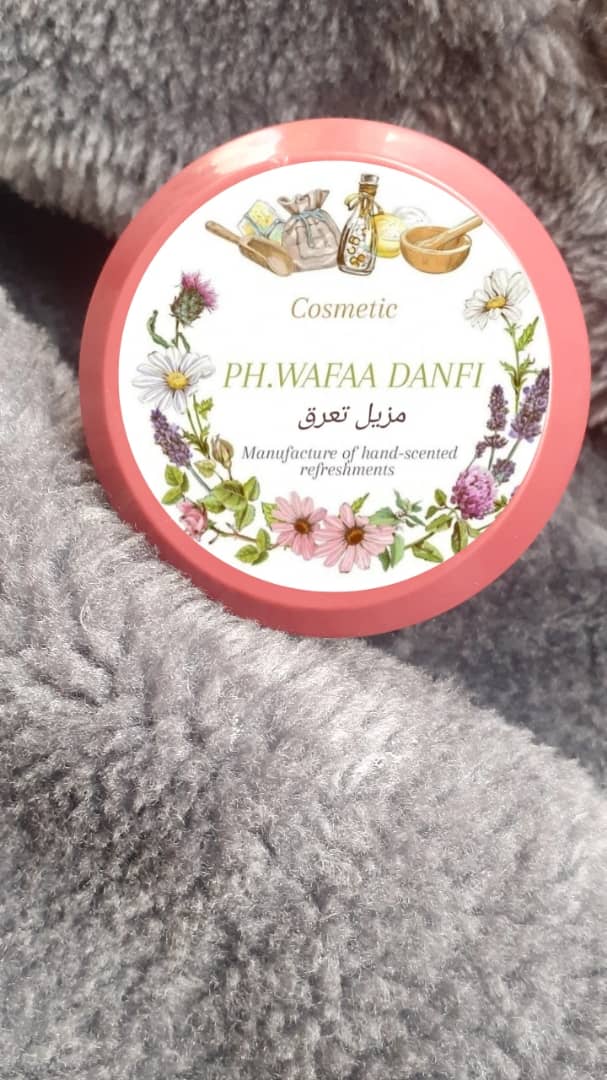 Cosmetic
PH.WAFAA DANFI
مزيل تعرق
Manufacture of hand-scented
refreshments